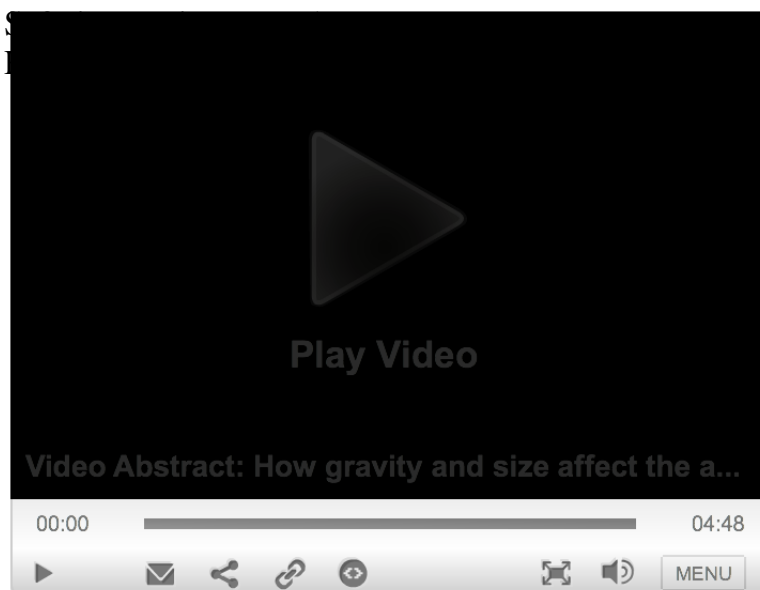 Play Video
Video Abstract: How gravity and size affect the a...
00:00 04:48
MENU